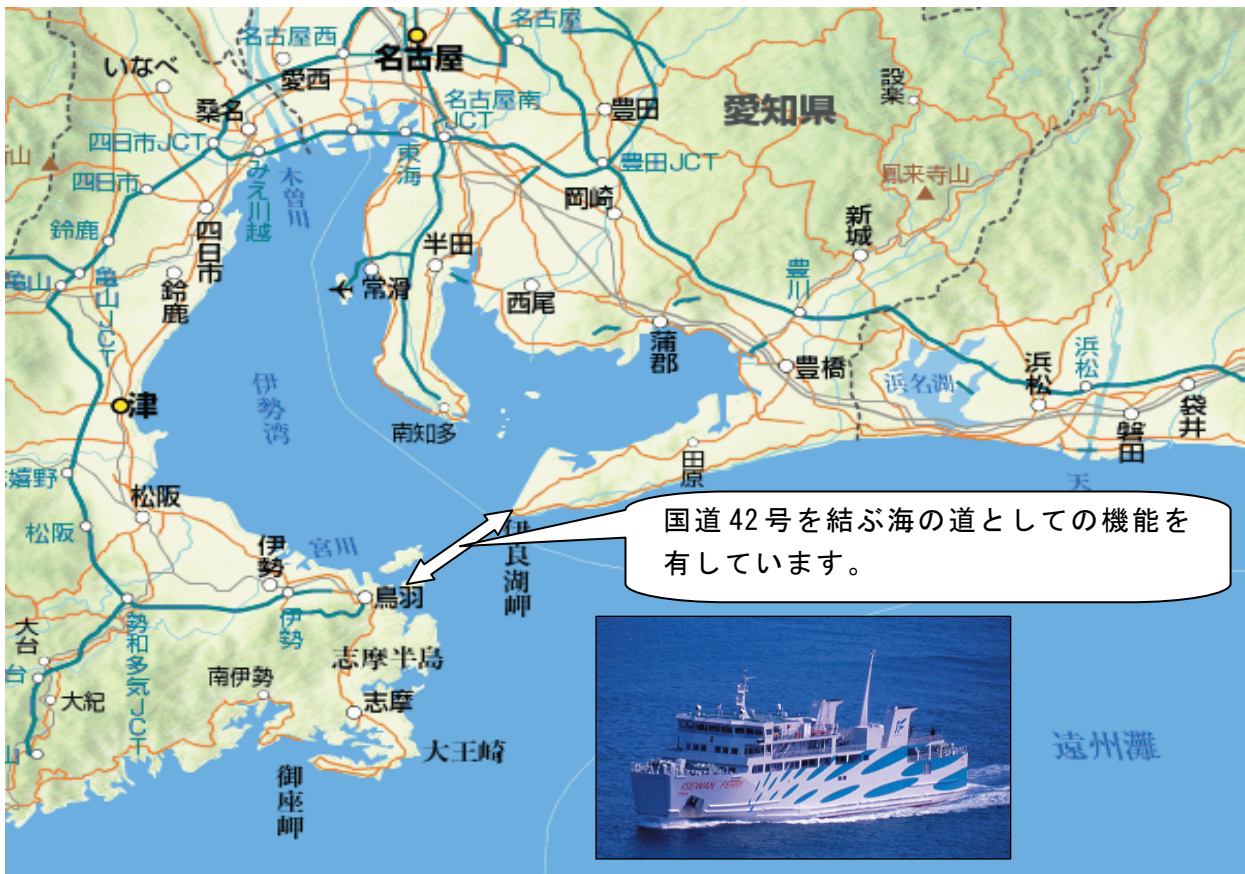 名古屋西
名古屋
名古屋
いなべ
愛西
桑名
名古屋南
JCT
豊田
愛知県
設楽
四日市JCT
東海
豊田JCT
山
四日市
みえ川越
木曽川
鳳来寺山
岡崎
新城
鈴鹿
四日市
半田
亀山
亀山JCT
鈴鹿
常滑
西尾
豊川
蒲郡
豊橋
浜名湖
浜松
浜松
袋井
津
伊勢湾
南知多
磐田
田原
嬉野
天
松阪
松阪
国道42号を結ぶ海の道としての機能を
有しています。
宮川
伊勢
伊良湖岬
鳥羽
伊勢
大台
台
勢和多気JCT
志摩半島
南伊勢
大紀
志摩
山
大王崎
御座岬
遠州灘
IF
ISEWAN FERRY